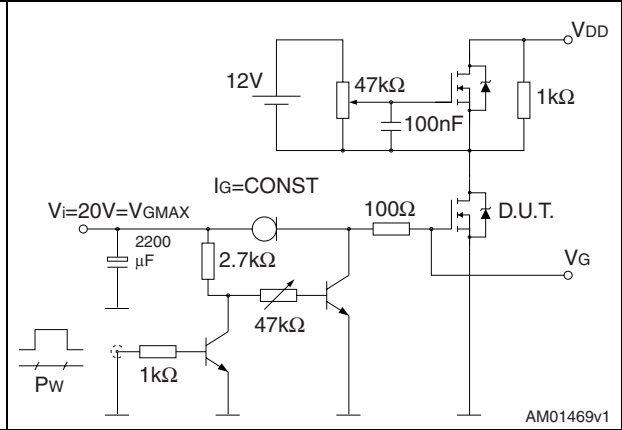 VDD
12V
47kΩ
1kΩ
100nF
IG=CONST
Vi=20V=VGMAX
100Ω
D.U.T.
2200
μF
2.7kΩ
VG
47kΩ
1kΩ
PW
AM01469v1